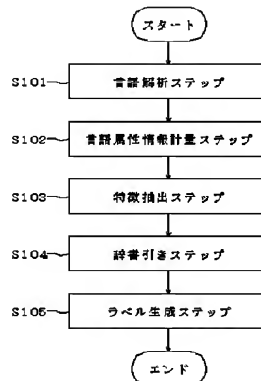 スタート
S101 言語解析ステップ
S102 言語属性情報計量ステップ
S103 特徴抽出ステップ
S104 辞書引きステップ
S105 ラベル生成ステップ
エンド